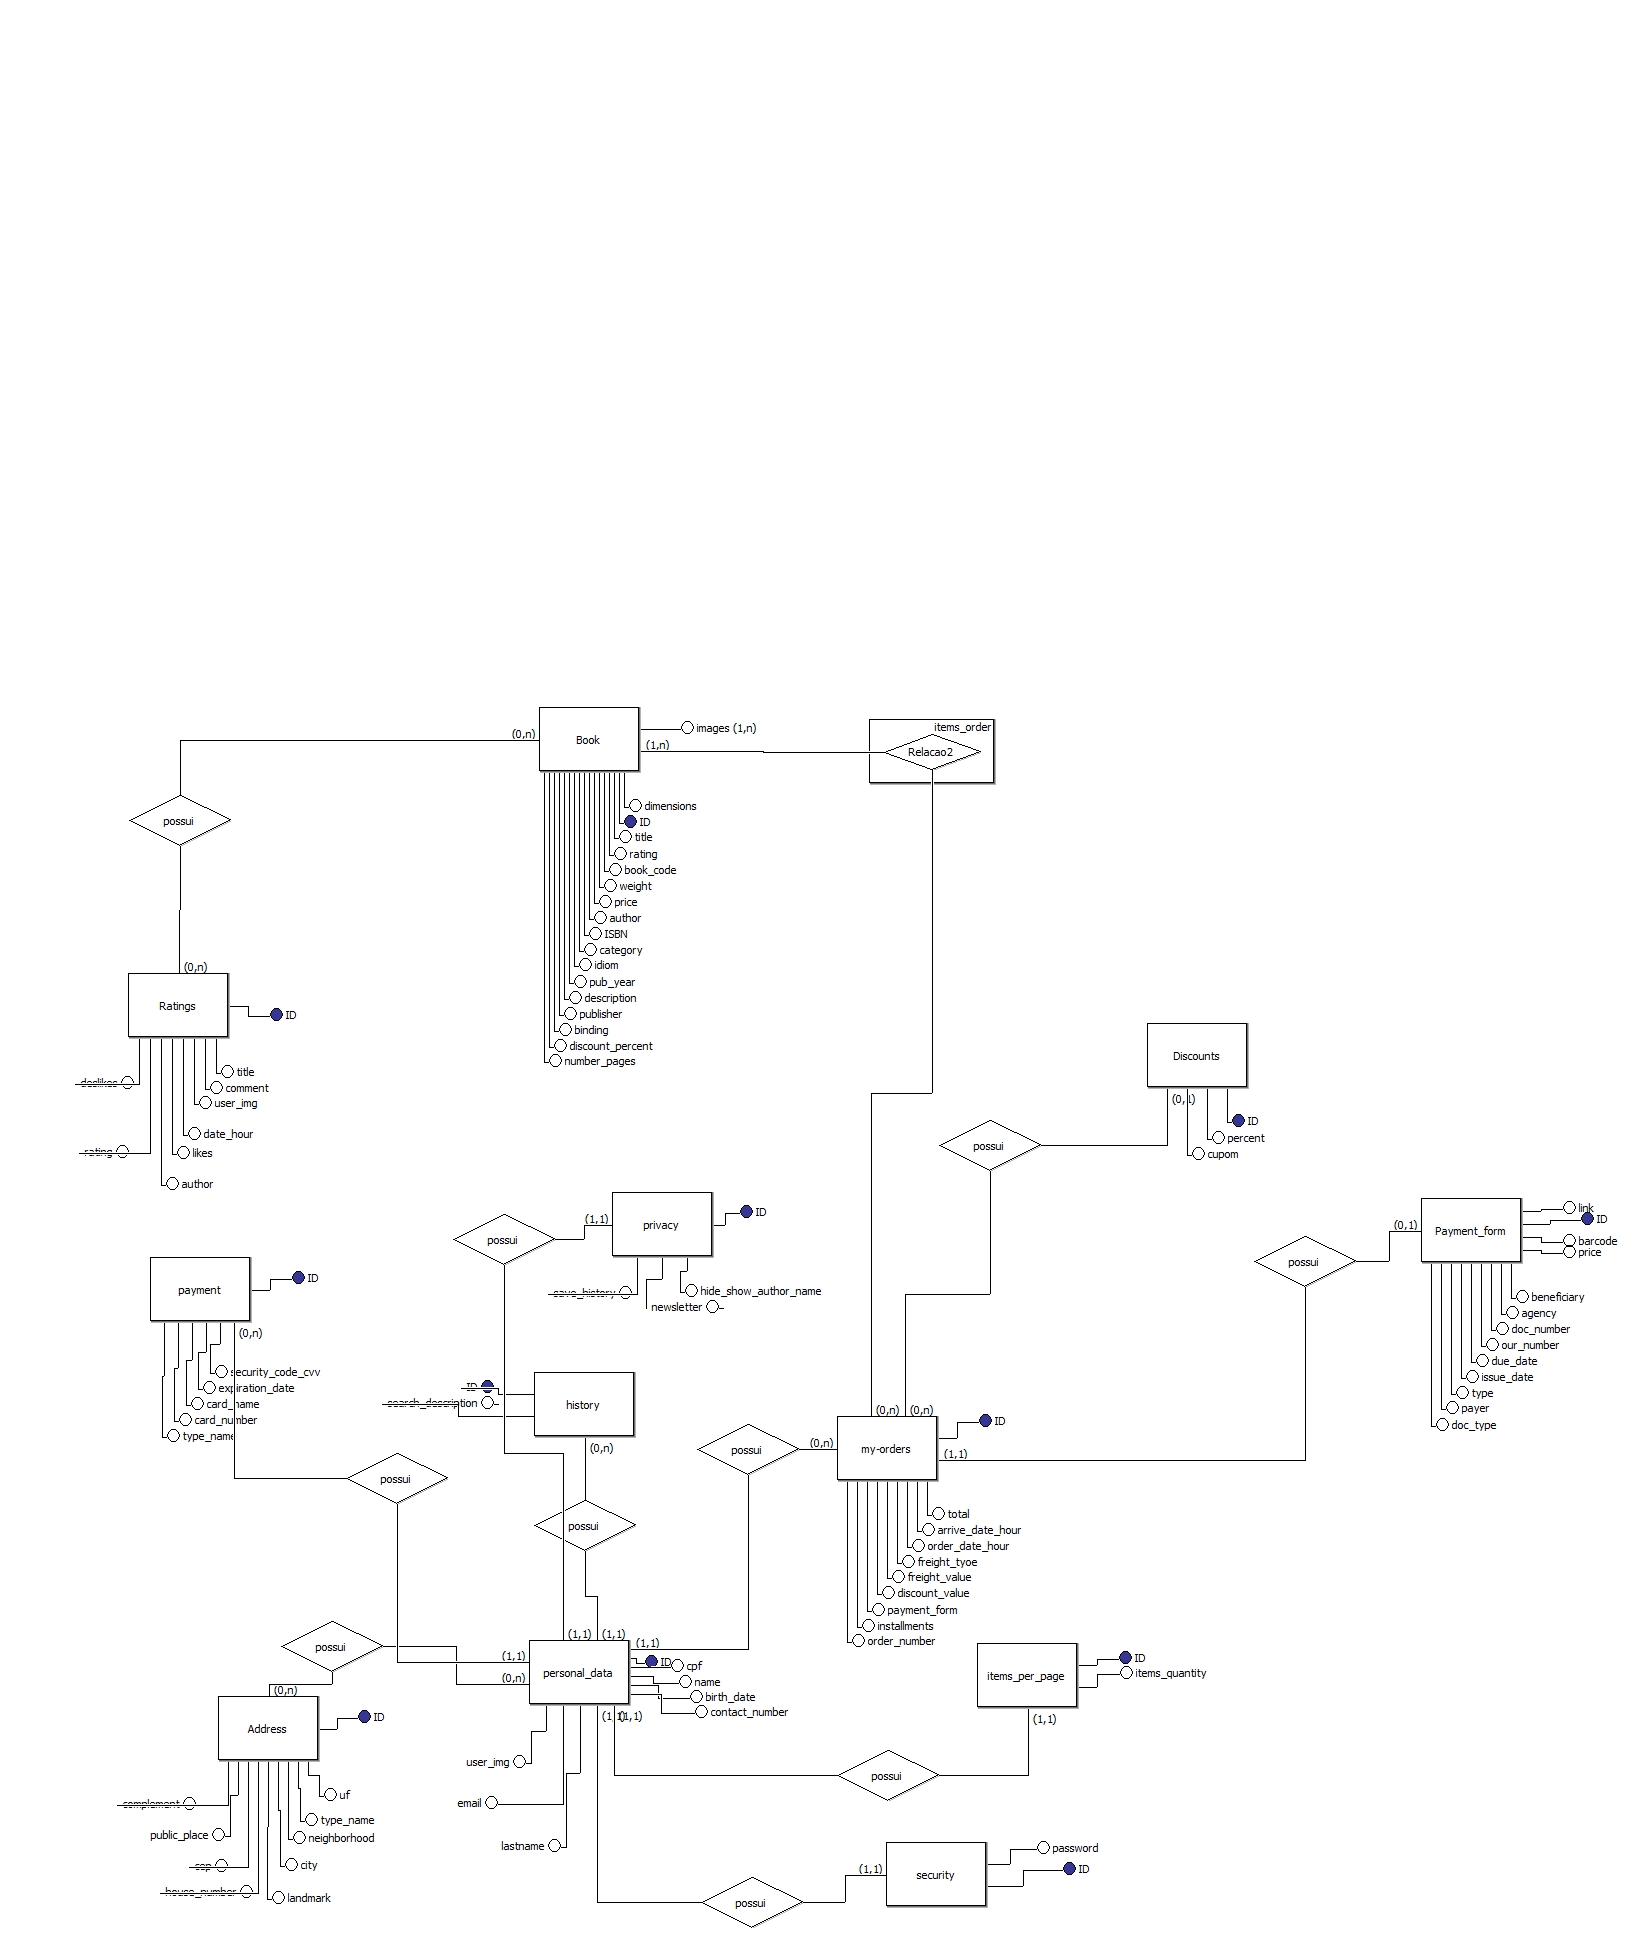 items_order
Relacao2
Book
(0,n)
(1,n)
images (1,n)
dimensions
ID
title
rating
book_code
weight
price
author
ISBN
category
idiom
pub_year
description
publisher
binding
discount_percent
number_pages
possui
(0,n)
Ratings
ID
title
comment
user_img
deslikes
date_hour
likes
rating
author
Discounts
(0,1)
ID
percent
cupom
possui
privacy
(1,1)
ID
possui
save_history
hide_show_author_name
newsletter
Payment_form
(0,1)
link
ID
barcode
price
possui
beneficiary
agency
doc_number
our_number
due_date
issue_date
type
payer
doc_type
payment
ID
(0,n)
security_code_cvv
expiration_date
card_name
card_number
type_name
possui
history
ID
search_description
(0,n)
possui
possui
(0,n)
my-orders
(0,n)
(0,n)
ID
(1,1)
total
arrive_date_hour
order_date_hour
freight_tyoe
freight_value
discount_value
payment_form
installments
order_number
possui
(1,1)
(0,n)
personal_data
(1,1)
(1,1)
(1,1)
ID
cpf
name
birth_date
contact_number
(1,1)
(1,1)
user_img
email
lastname
items_per_page
ID
items_quantity
(1,1)
possui
(0,n)
Address
ID
uf
complement
type_name
public_place
neighborhood
cep
city
house_number
landmark
security
(1,1)
password
ID
possui